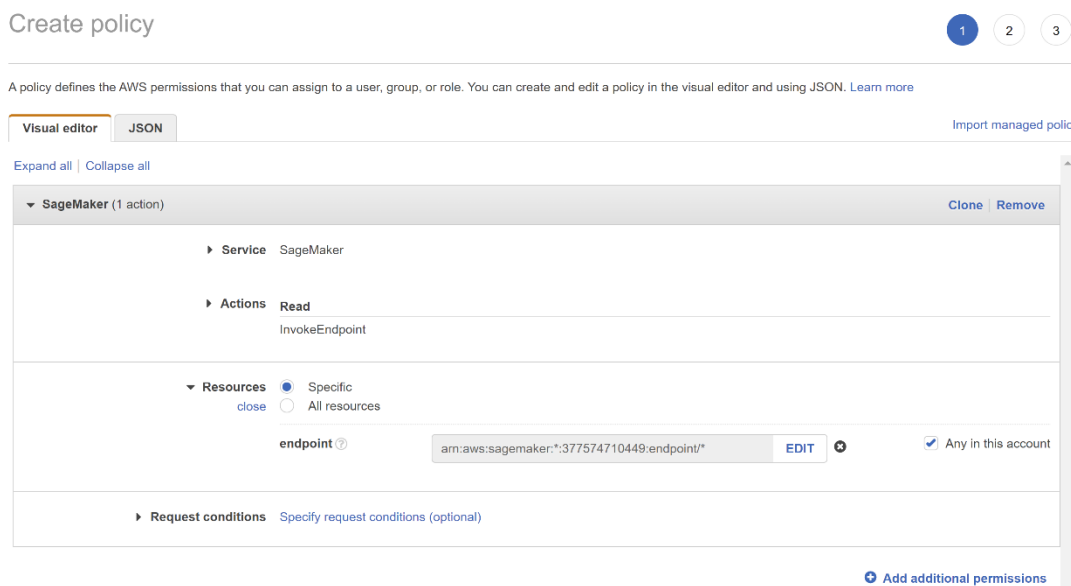 Create policy
1 2 3
A policy defines the AWS permissions that you can assign to a user, group, or role. You can create and edit a policy in the visual editor and using JSON. Learn more
Visual editor JSON
Import managed polic
Expand all Collapse all
SageMaker (1 action) Clone Remove
Service SageMaker
Actions Read
InvokeEndpoint
Resources Specific
close All resources
endpoint ? arn:aws:sagemaker:*:377574710449:endpoint/* EDIT Any in this account
Request conditions Specify request conditions (optional)
Add additional permissions